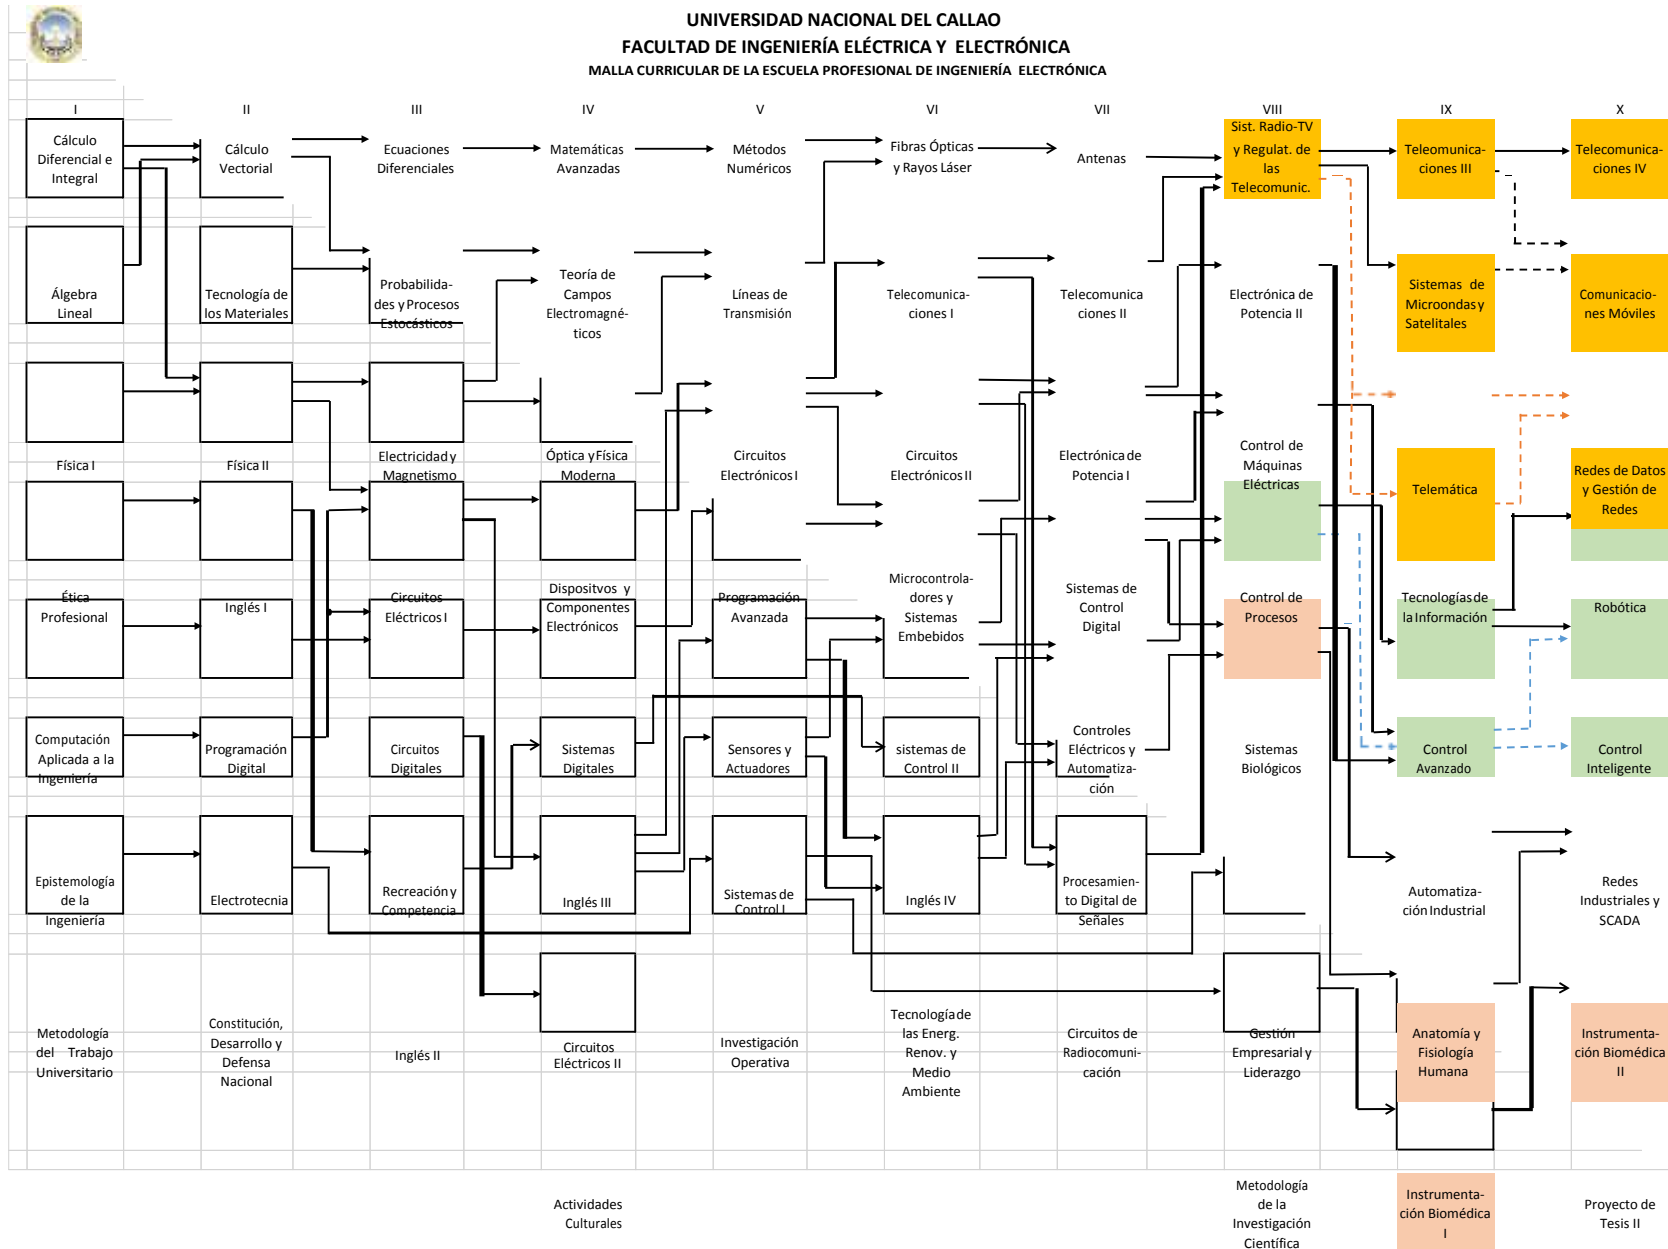 UNIVERSIDAD NACIONAL DEL CALLAO
FACULTAD DE INGENIERÍA ELÉCTRICA Y ELECTRÓNICA
MALLA CURRICULAR DE LA ESCUELA PROFESIONAL DE INGENIERÍA ELECTRÓNICA
I
II
III
IV
V
VI
VII
VIII
IX
X
Cálculo
Diferencial e
Integral
Cálculo
Vectorial
Ecuaciones
Diferenciales
Matemáticas
Avanzadas
Métodos
Numéricos
Fibras Ópticas
y Rayos Láser
Antenas
Sist. Radio-TV
y Regulat. de
las
Telecomunic.
Teleomunica-
ciones III
Telecomunica-
ciones IV
Álgebra
Lineal
Tecnología de
los Materiales
Probabilida-
des y Procesos
Estocásticos
Teoría de
Campos
Electromagné-
ticos
Líneas de
Transmisión
Telecomunica-
ciones I
Telecomunica
ciones II
Electrónica de
Potencia II
Sistemas de
Microondas y
Satelitales
Comunicacio-
nes Móviles
Física I
Física II
Electricidad y
Magnetismo
Óptica y Física
Moderna
Circuitos
Electrónicos I
Circuitos
Electrónicos II
Electrónica de
Potencia I
Control de
Máquinas
Eléctricas
Telemática
Redes de Datos
y Gestión de
Redes
Ética
Profesional
Inglés I
Circuitos
Eléctricos I
Dispositvos y
Componentes
Electrónicos
Programación
Avanzada
Microcontrola-
dores y
Sistemas
Embebidos
Sistemas de
Control
Digital
Control de
Procesos
Tecnologías de
la Información
Robótica
Computación
Aplicada a la
Ingeniería
Programación
Digital
Circuitos
Digitales
Sistemas
Digitales
Sensores y
Actuadores
sistemas de
Control II
Controles
Eléctricos y
Automatiza-
ción
Sistemas
Biológicos
Control
Avanzado
Control
Inteligente
Epistemología
de la
Ingeniería
Electrotecnia
Recreación y
Competencia
Inglés III
Sistemas de
Control I
Inglés IV
Procesamien-
to Digital de
Señales
Automatiza-
ción Industrial
Redes
Industriales y
SCADA
Metodología
del Trabajo
Universitario
Constitución,
Desarrollo y
Defensa
Nacional
Inglés II
Circuitos
Eléctricos II
Investigación
Operativa
Tecnología de
las Energ.
Renov. y
Medio
Ambiente
Circuitos de
Radiocomuni-
cación
Gestión
Empresarial y
Liderazgo
Anatomía y
Fisiología
Humana
Instrumenta-
ción Biomédica
II
Actividades
Culturales
Metodología
de la
Investigación
Científica
Instrumenta-
ción Biomédica
I
Proyecto de
Tesis II